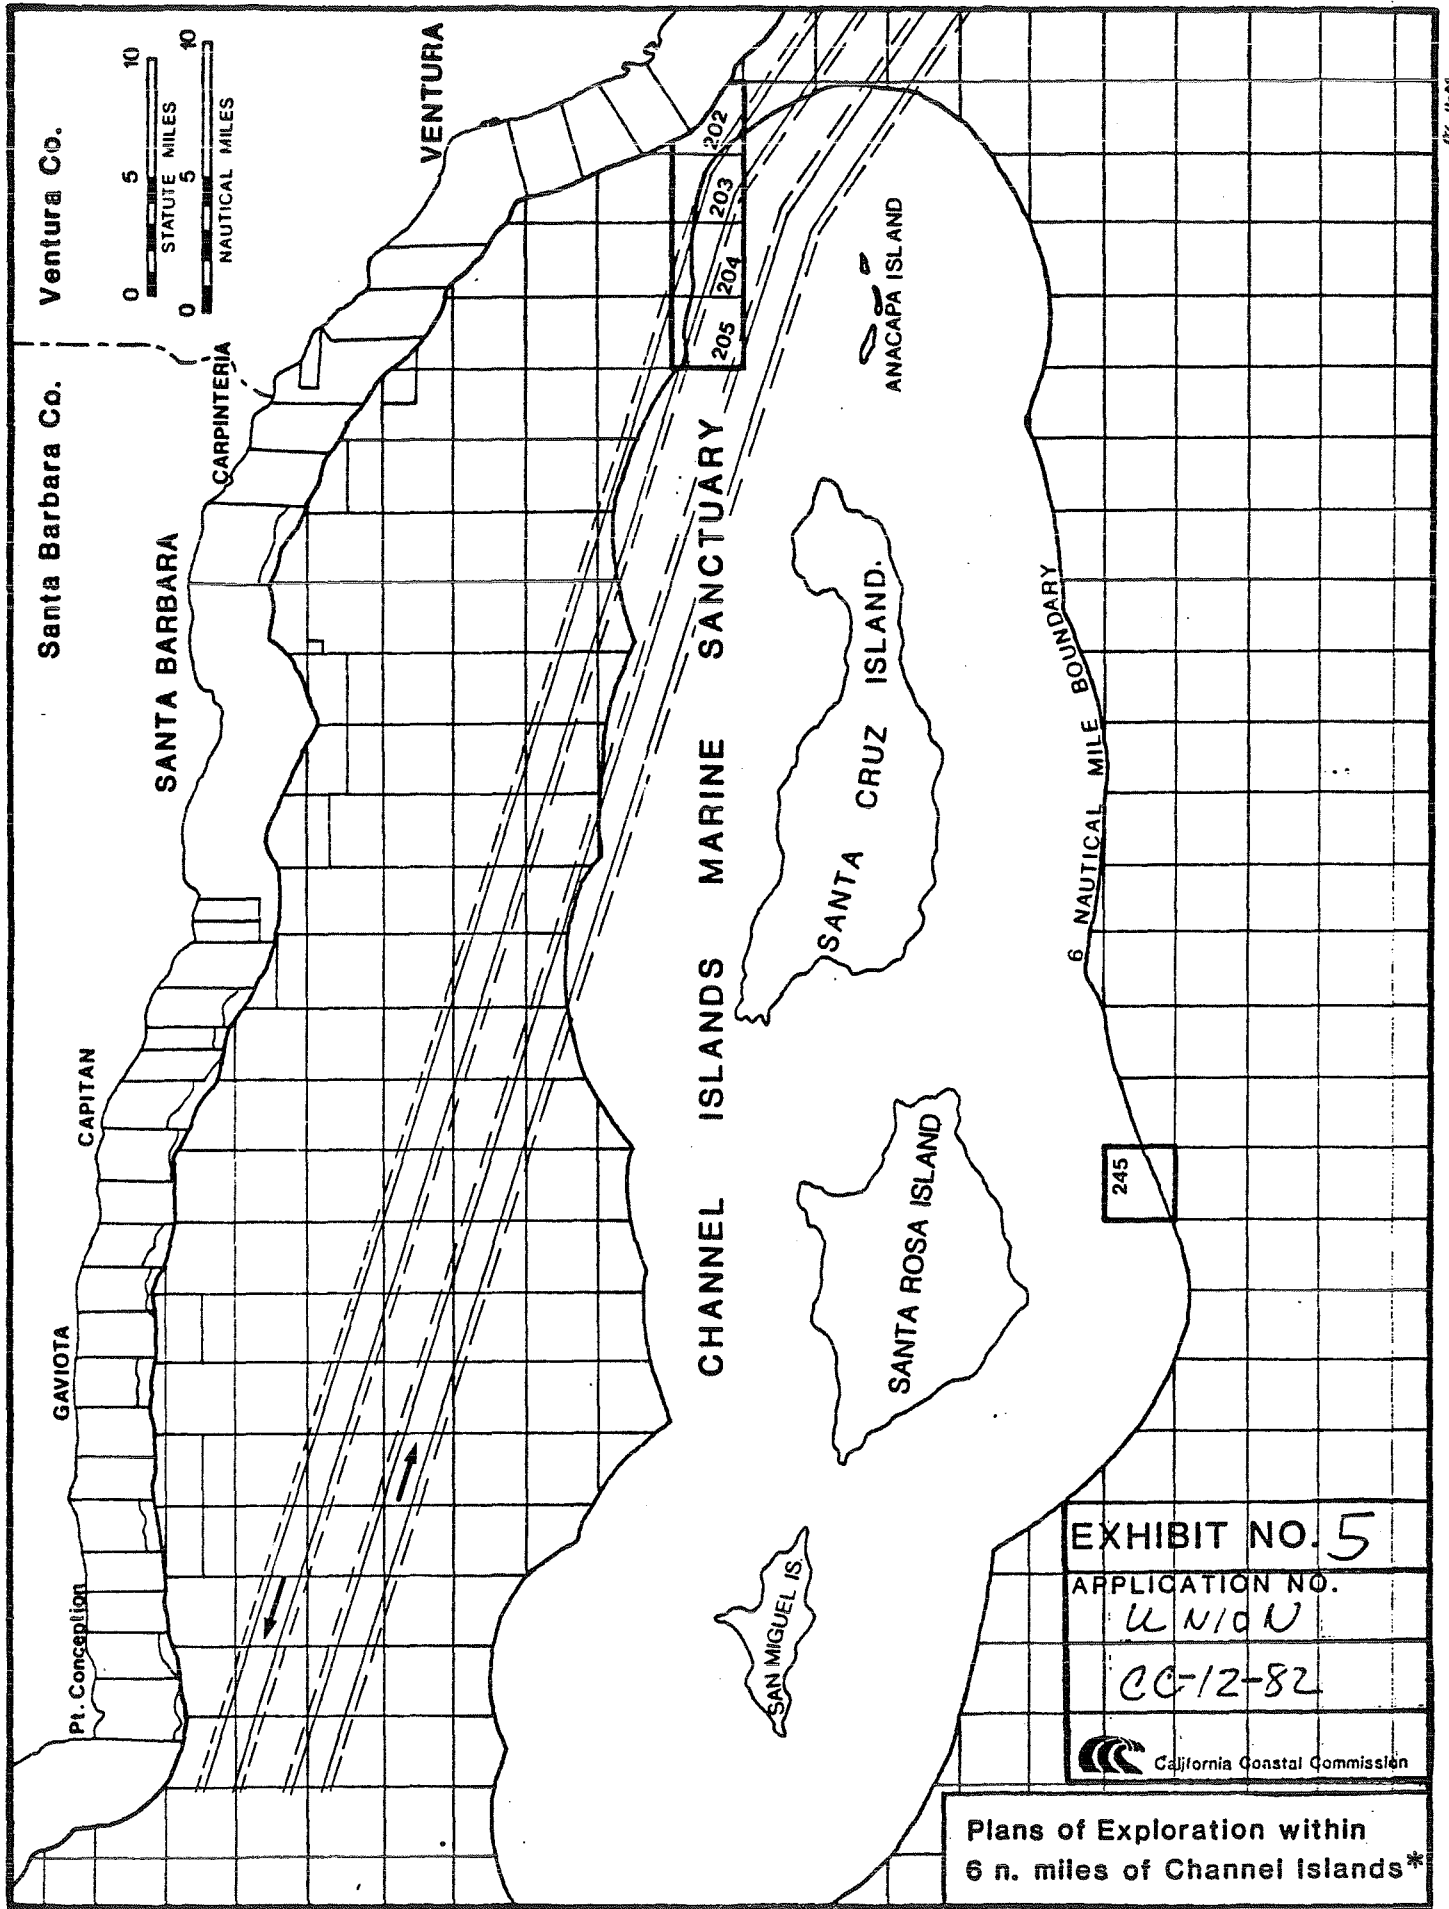 Santa Barbara Co.
Ventura Co.
0 5 10
STATUTE MILES
0 5 10
NAUTICAL MILES
Pt. Conception
GAVIOTA
CAPITAN
SANTA BARBARA
CARPINTERIA
VENTURA
205 204 203 202
CHANNEL ISLANDS MARINE SANCTUARY
SAN MIGUEL IS.
SANTA ROSA ISLAND
SANTA CRUZ ISLAND.
ANACAPA ISLAND
245
6 NAUTICAL MILE BOUNDARY
EXHIBIT NO. 5
APPLICATION NO.
UNION
CC-12-82
California Coastal Commission
Plans of Exploration within
6 n. miles of Channel Islands*